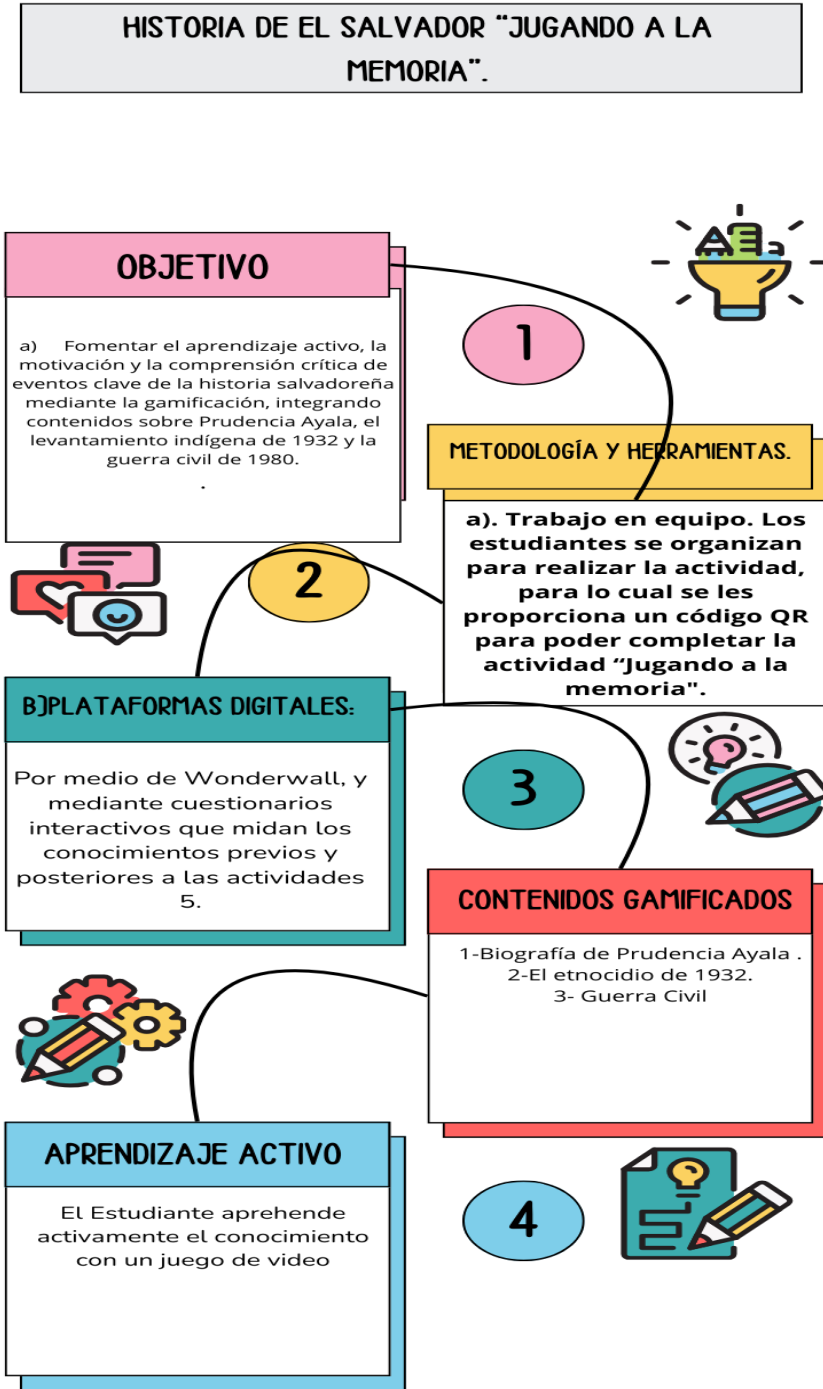 HISTORIA DE EL SALVADOR "JUGANDO A LA
MEMORIA".
OBJETIVO
a) Fomentar el aprendizaje activo, la
motivación y la comprensión crítica de
eventos clave de la historia salvadoreña
mediante la gamificación, integrando
contenidos sobre Prudencia Ayala, el
levantamiento indígena de 1932 y la
guerra civil de 1980.
.
1
METODOLOGÍA Y HERRAMIENTAS.
a). Trabajo en equipo. Los
estudiantes se organizan
para realizar la actividad,
para lo cual se les
proporciona un código QR
para poder completar la
actividad “Jugando a la
memoria".
2
B)PLATAFORMAS DIGITALES:
Por medio de Wonderwall, y
mediante cuestionarios
interactivos que midan los
conocimientos previos y
posteriores a las actividades
5.
3
CONTENIDOS GAMIFICADOS
1-Biografía de Prudencia Ayala .
2-El etnocidio de 1932.
3- Guerra Civil
APRENDIZAJE ACTIVO
El Estudiante aprehende
activamente el conocimiento
con un juego de video
4